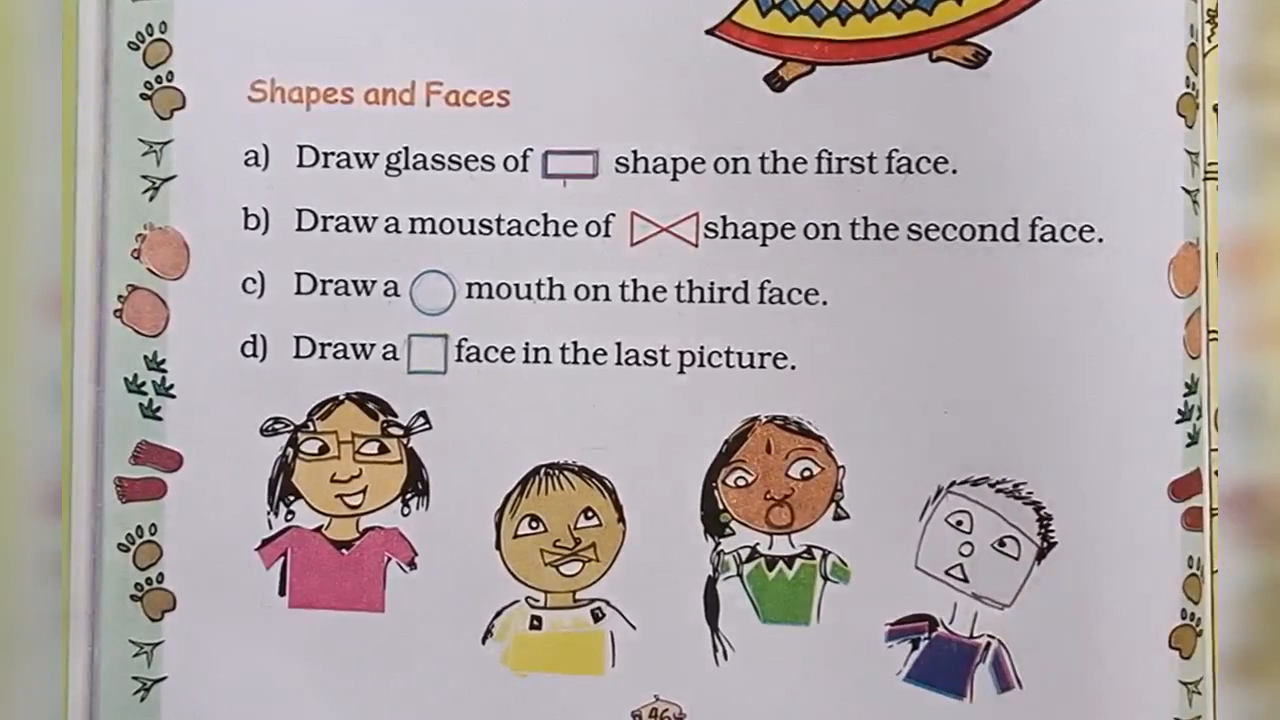 Shapes and Faces
a) Draw glasses of shape on the first face.
b) Draw a moustache of shape on the second face.
c) Draw a mouth on the third face.
d) Draw a face in the last picture.
46